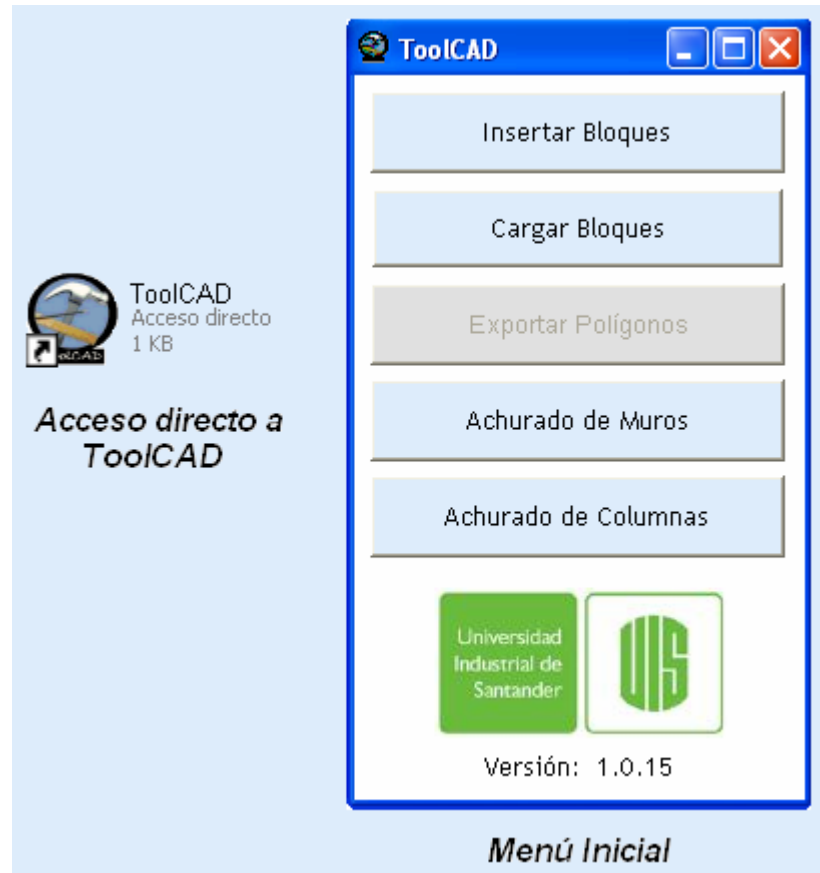 ToolCAD
Insertar Bloques
Cargar Bloques
Exportar Polígonos
Achurado de Muros
Achurado de Columnas
Universidad
Industrial de
Santander
UIS
Versión: 1.0.15
Menú Inicial
ToolCAD
Acceso directo
1 KB
Acceso directo a
ToolCAD